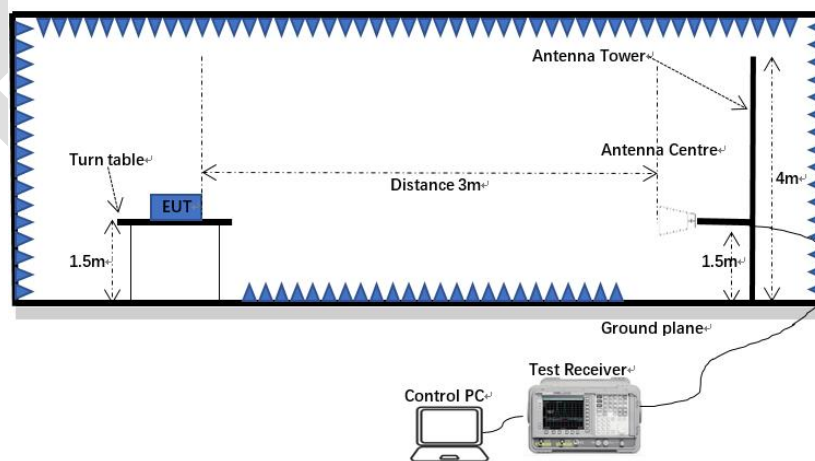 Antenna Tower↵
Turn table↵
Antenna Centre
Distance 3m↵
4m↵
EUT
1.5m↵
1.5m↵
Ground plane↵
Test Receiver↵
Control PC↵